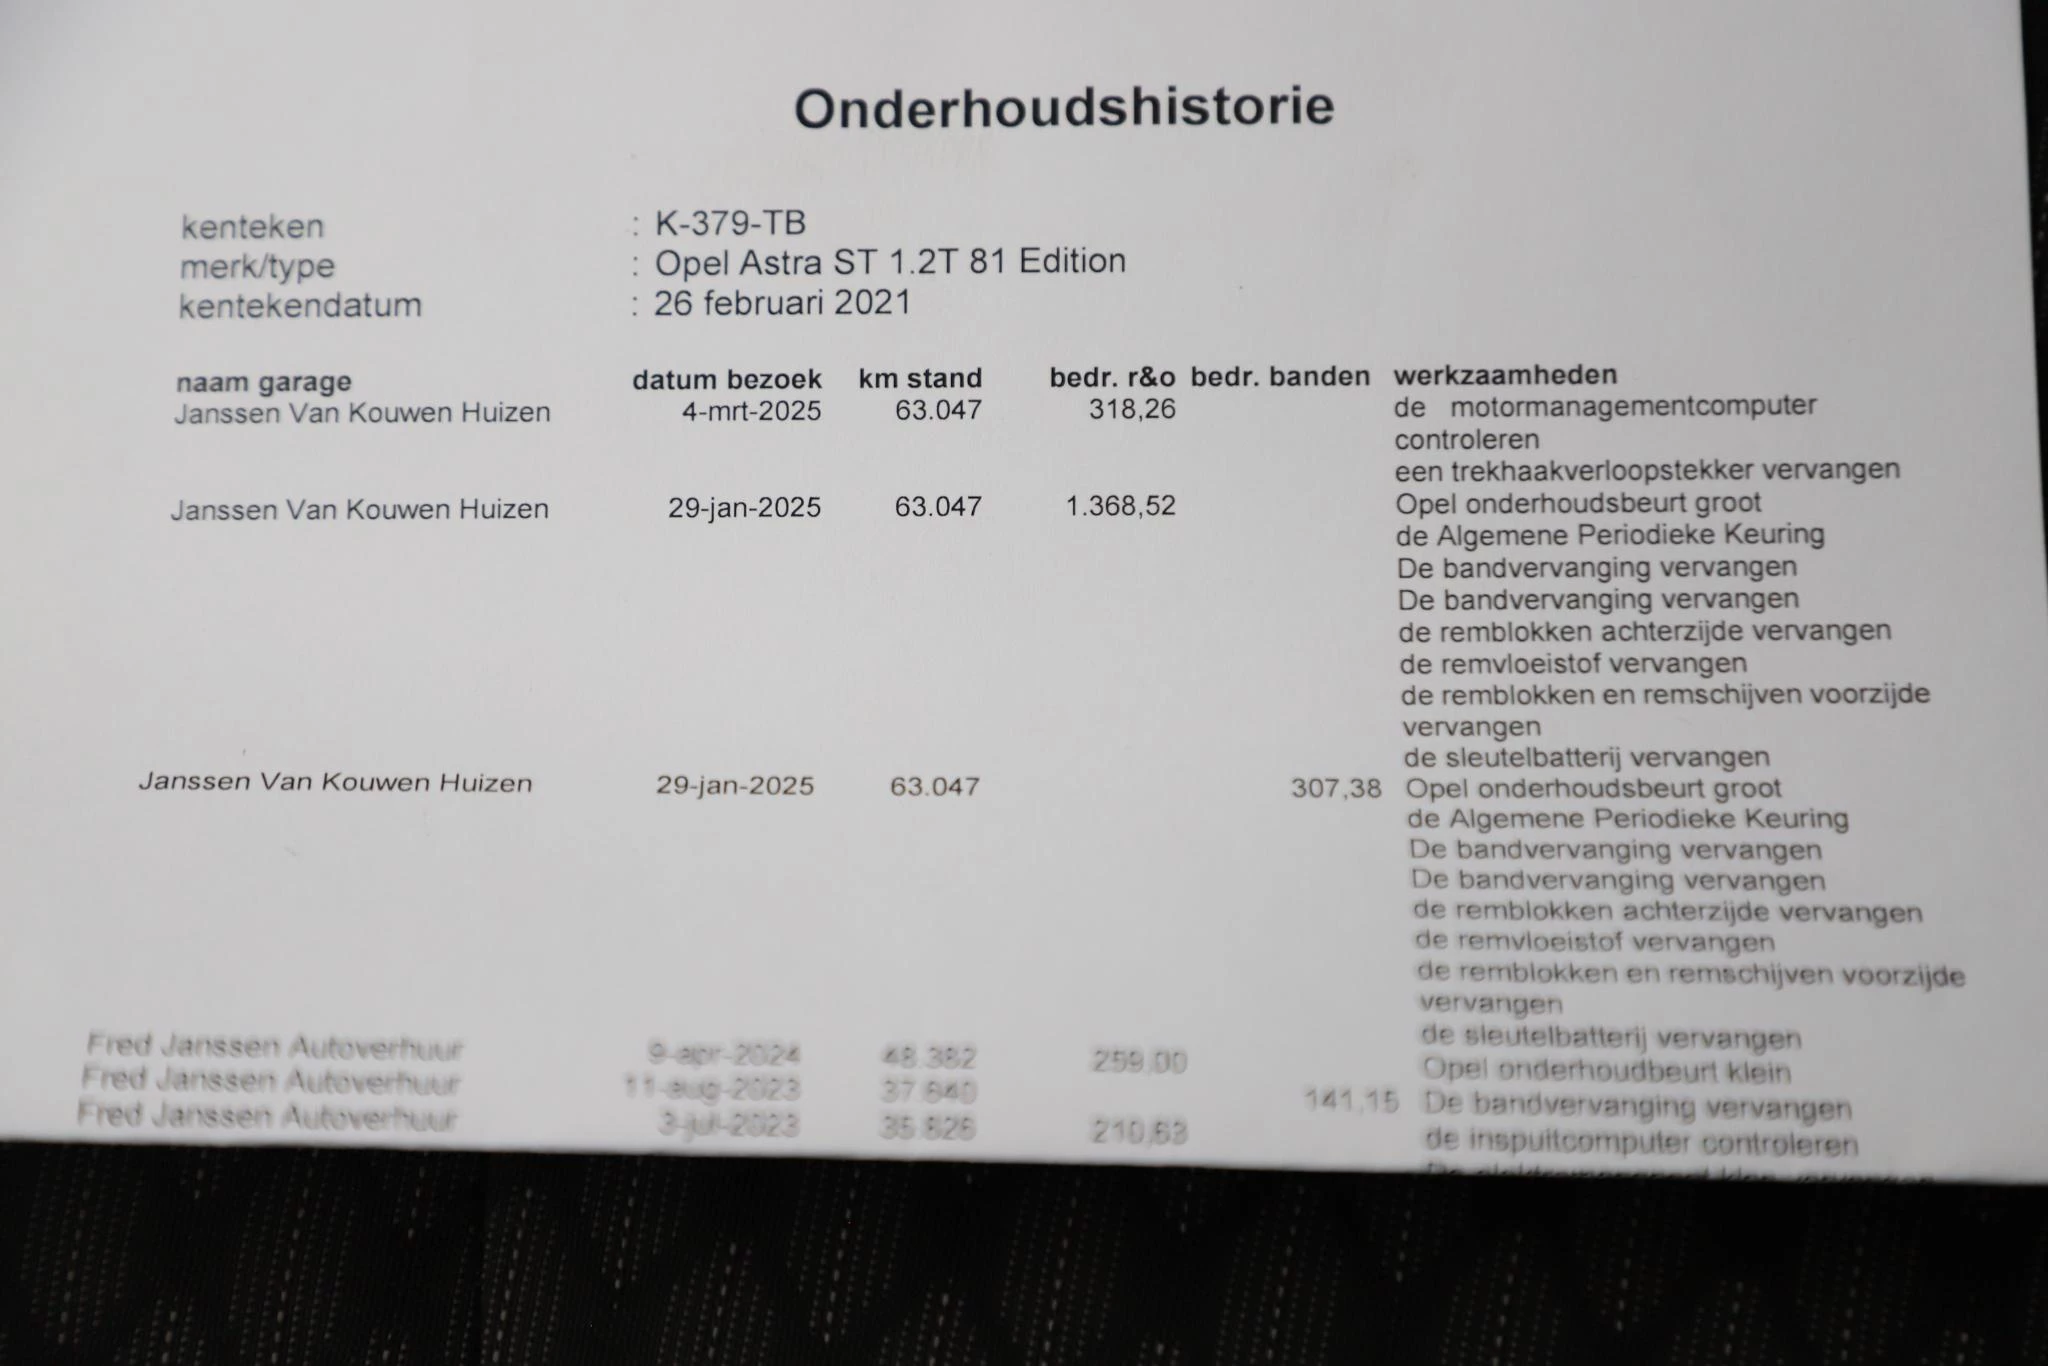 Onderhoudshistorie
kenteken : K-379-TB
merk/type : Opel Astra ST 1.2T 81 Edition
kentekendatum : 26 februari 2021
naam garage datum bezoek km stand bedr. r&o bedr. banden werkzaamheden
Janssen Van Kouwen Huizen 4-mrt-2025 63.047 318,26 de motormanagementcomputer
controleren
een trekhaakverloopstekker vervangen
Janssen Van Kouwen Huizen 29-jan-2025 63.047 1.368,52 Opel onderhoudsbeurt groot
de Algemene Periodieke Keuring
De bandvervanging vervangen
De bandvervanging vervangen
de remblokken achterzijde vervangen
de remvloeistof vervangen
de remblokken en remschijven voorzijde
vervangen
de sleutelbatterij vervangen
Janssen Van Kouwen Huizen 29-jan-2025 63.047 307,38 Opel onderhoudsbeurt groot
de Algemene Periodieke Keuring
De bandvervanging vervangen
De bandvervanging vervangen
de remblokken achterzijde vervangen
de remvloeistof vervangen
de remblokken en remschijven voorzijde
vervangen
de sleutelbatterij vervangen
Fred Janssen Autoverhuur 9-apr-2024 48.382 259,00 Opel onderhoudbeurt klein
Fred Janssen Autoverhuur 11-aug-2023 141,15 De bandvervanging vervangen
Fred Janssen Autoverhuur 3-jul-2023 210,63 de inspuitcomputer controleren